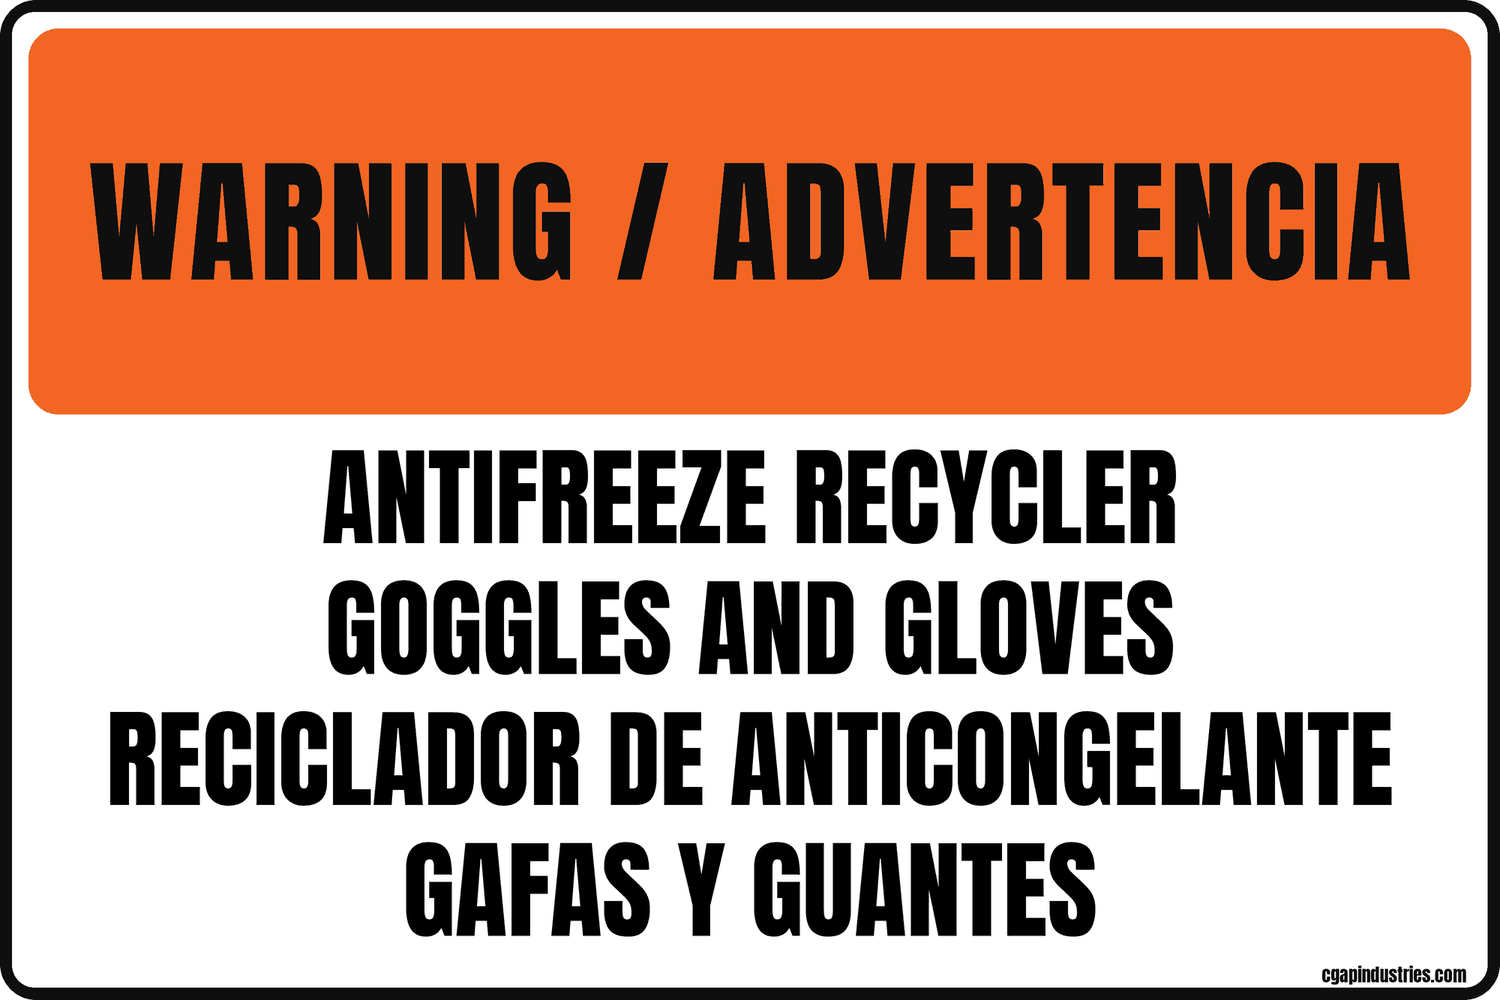 WARNING / ADVERTENCIA
ANTIFREEZE RECYCLER
GOGGLES AND GLOVES
RECICLADOR DE ANTICONGELANTE
GAFAS Y GUANTES
cgapindustries.com